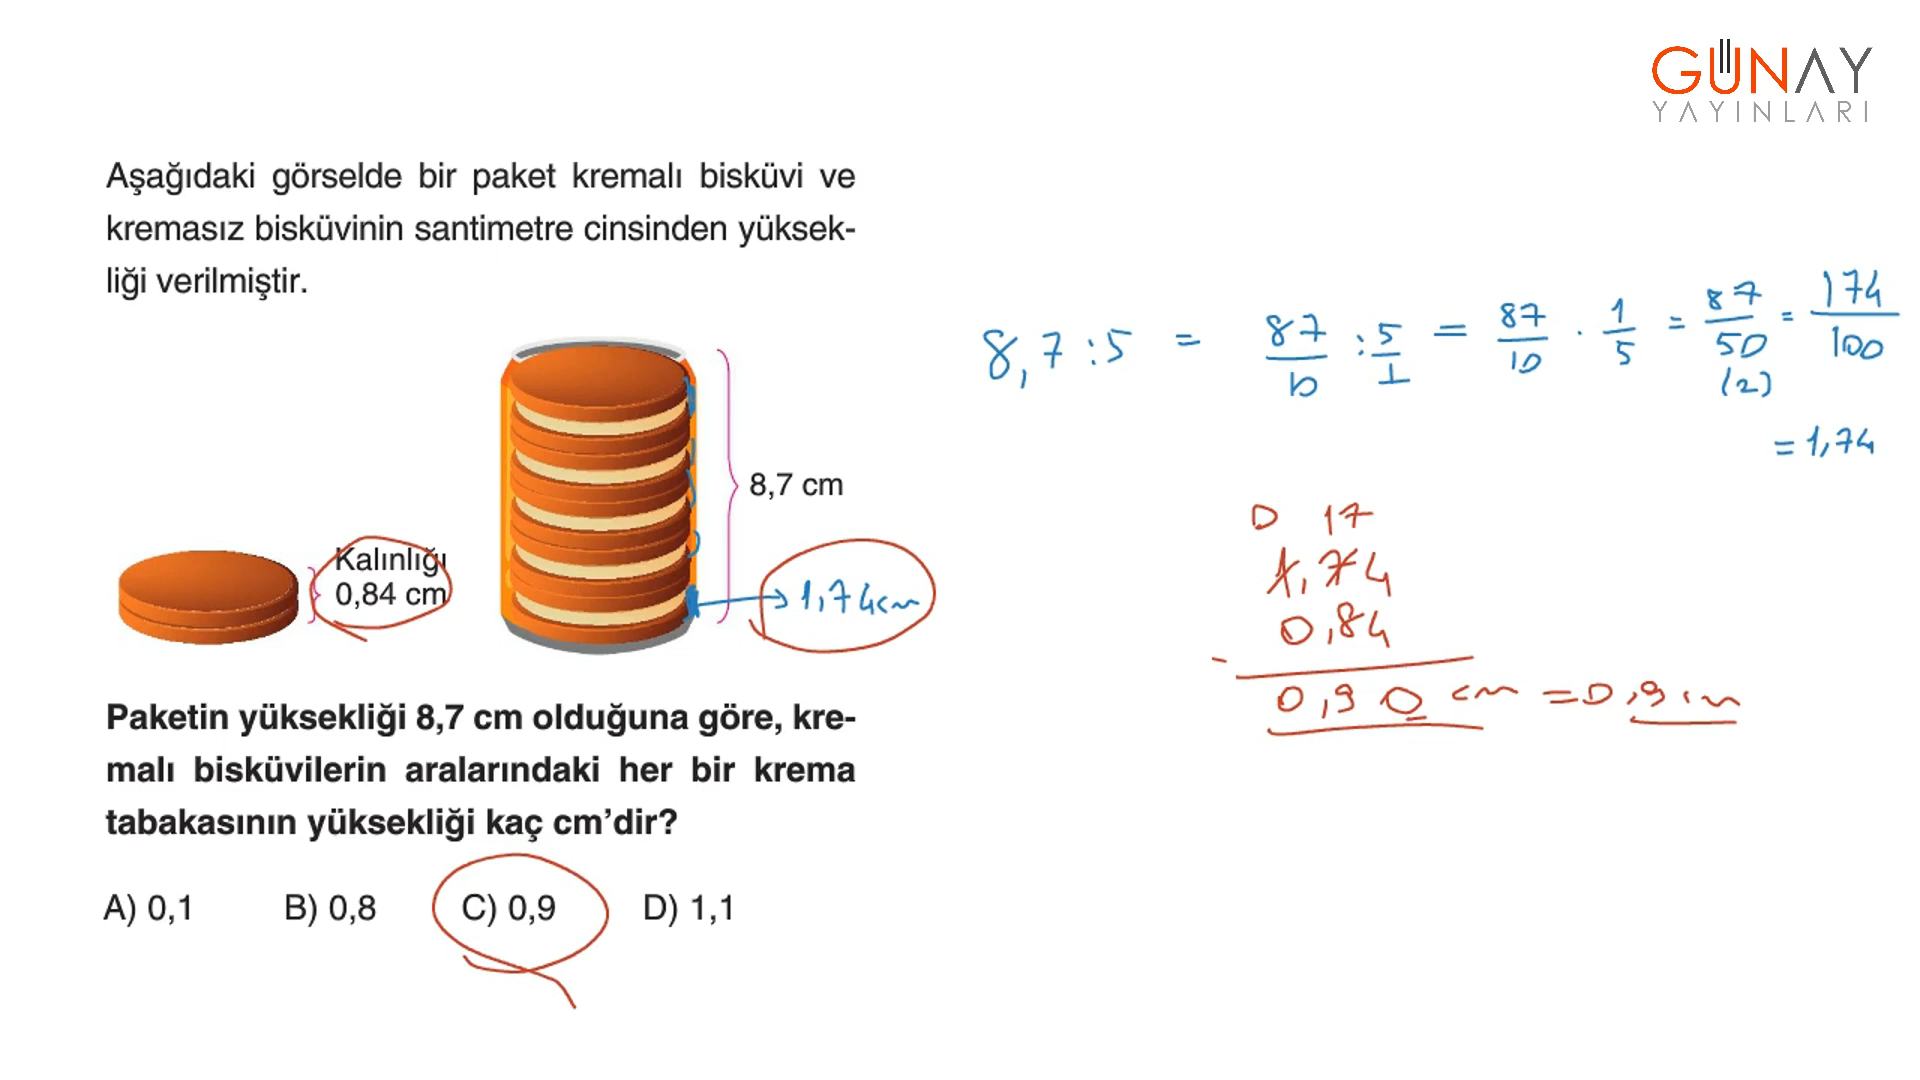 GÜNAY
YAYINLARI
Aşağıdaki görselde bir paket kremalı bisküvi ve
kremasız bisküvinin santimetre cinsinden yüksek-
liği verilmiştir.
8,7 : 5 = 87/10 : 5/1 = 87/10 . 1/5 = 87/50 = 174/100
(2)
= 1,74
8,7 cm
Kalınlığı
0,84 cm
1,74 cm
0 17
1,74
0,84
-
0,90 cm = 0,9 cm
Paketin yüksekliği 8,7 cm olduğuna göre, kre-
malı bisküvilerin aralarındaki her bir krema
tabakasının yüksekliği kaç cm’dir?
A) 0,1 B) 0,8 C) 0,9 D) 1,1